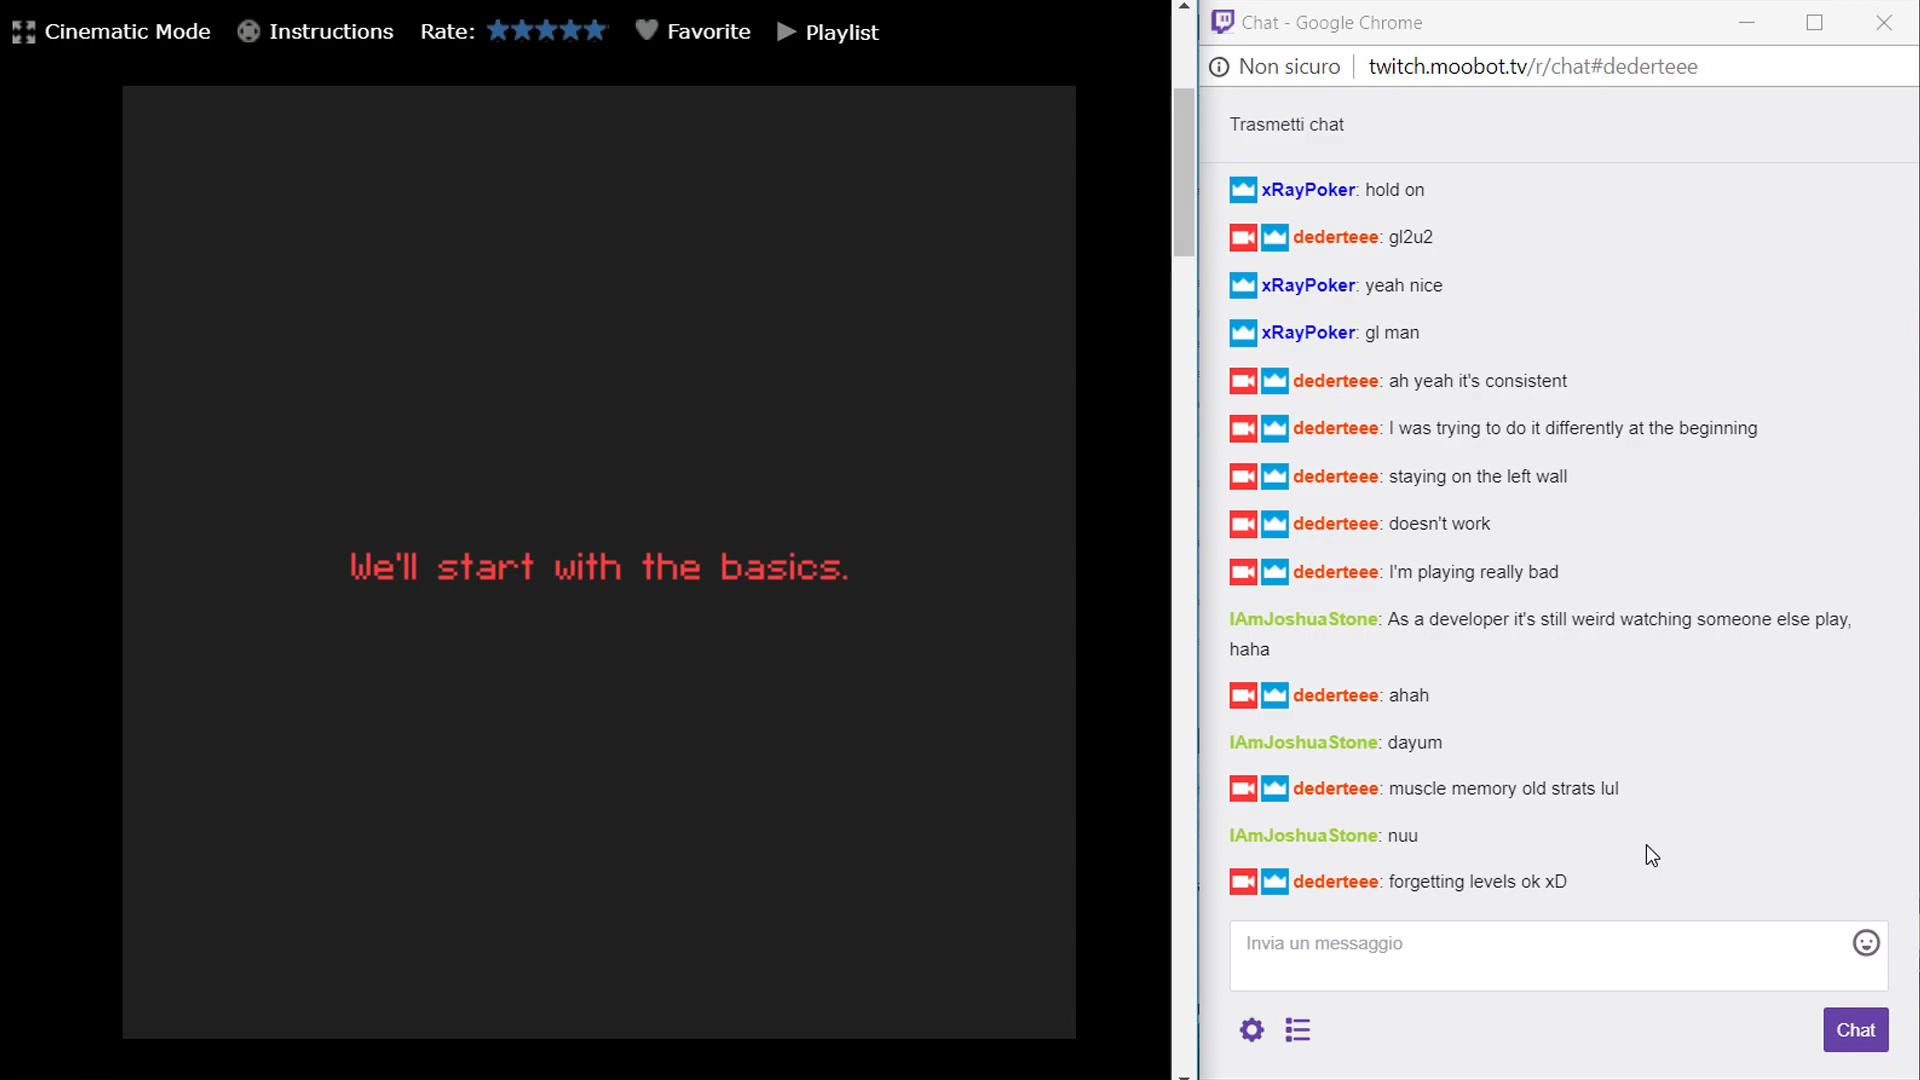 Cinematic Mode Instructions Rate: Favorite Playlist
We'll start with the basics.
Chat - Google Chrome
Non sicuro twitch.moobot.tv/r/chat#dederteee
Trasmetti chat
xRayPoker: hold on
dederteee: gl2u2
xRayPoker: yeah nice
xRayPoker: gl man
dederteee: ah yeah it's consistent
dederteee: I was trying to do it differently at the beginning
dederteee: staying on the left wall
dederteee: doesn't work
dederteee: I'm playing really bad
IAmJoshuaStone: As a developer it's still weird watching someone else play,
haha
dederteee: ahah
IAmJoshuaStone: dayum
dederteee: muscle memory old strats lul
IAmJoshuaStone: nuu
dederteee: forgetting levels ok xD
Invia un messaggio
Chat